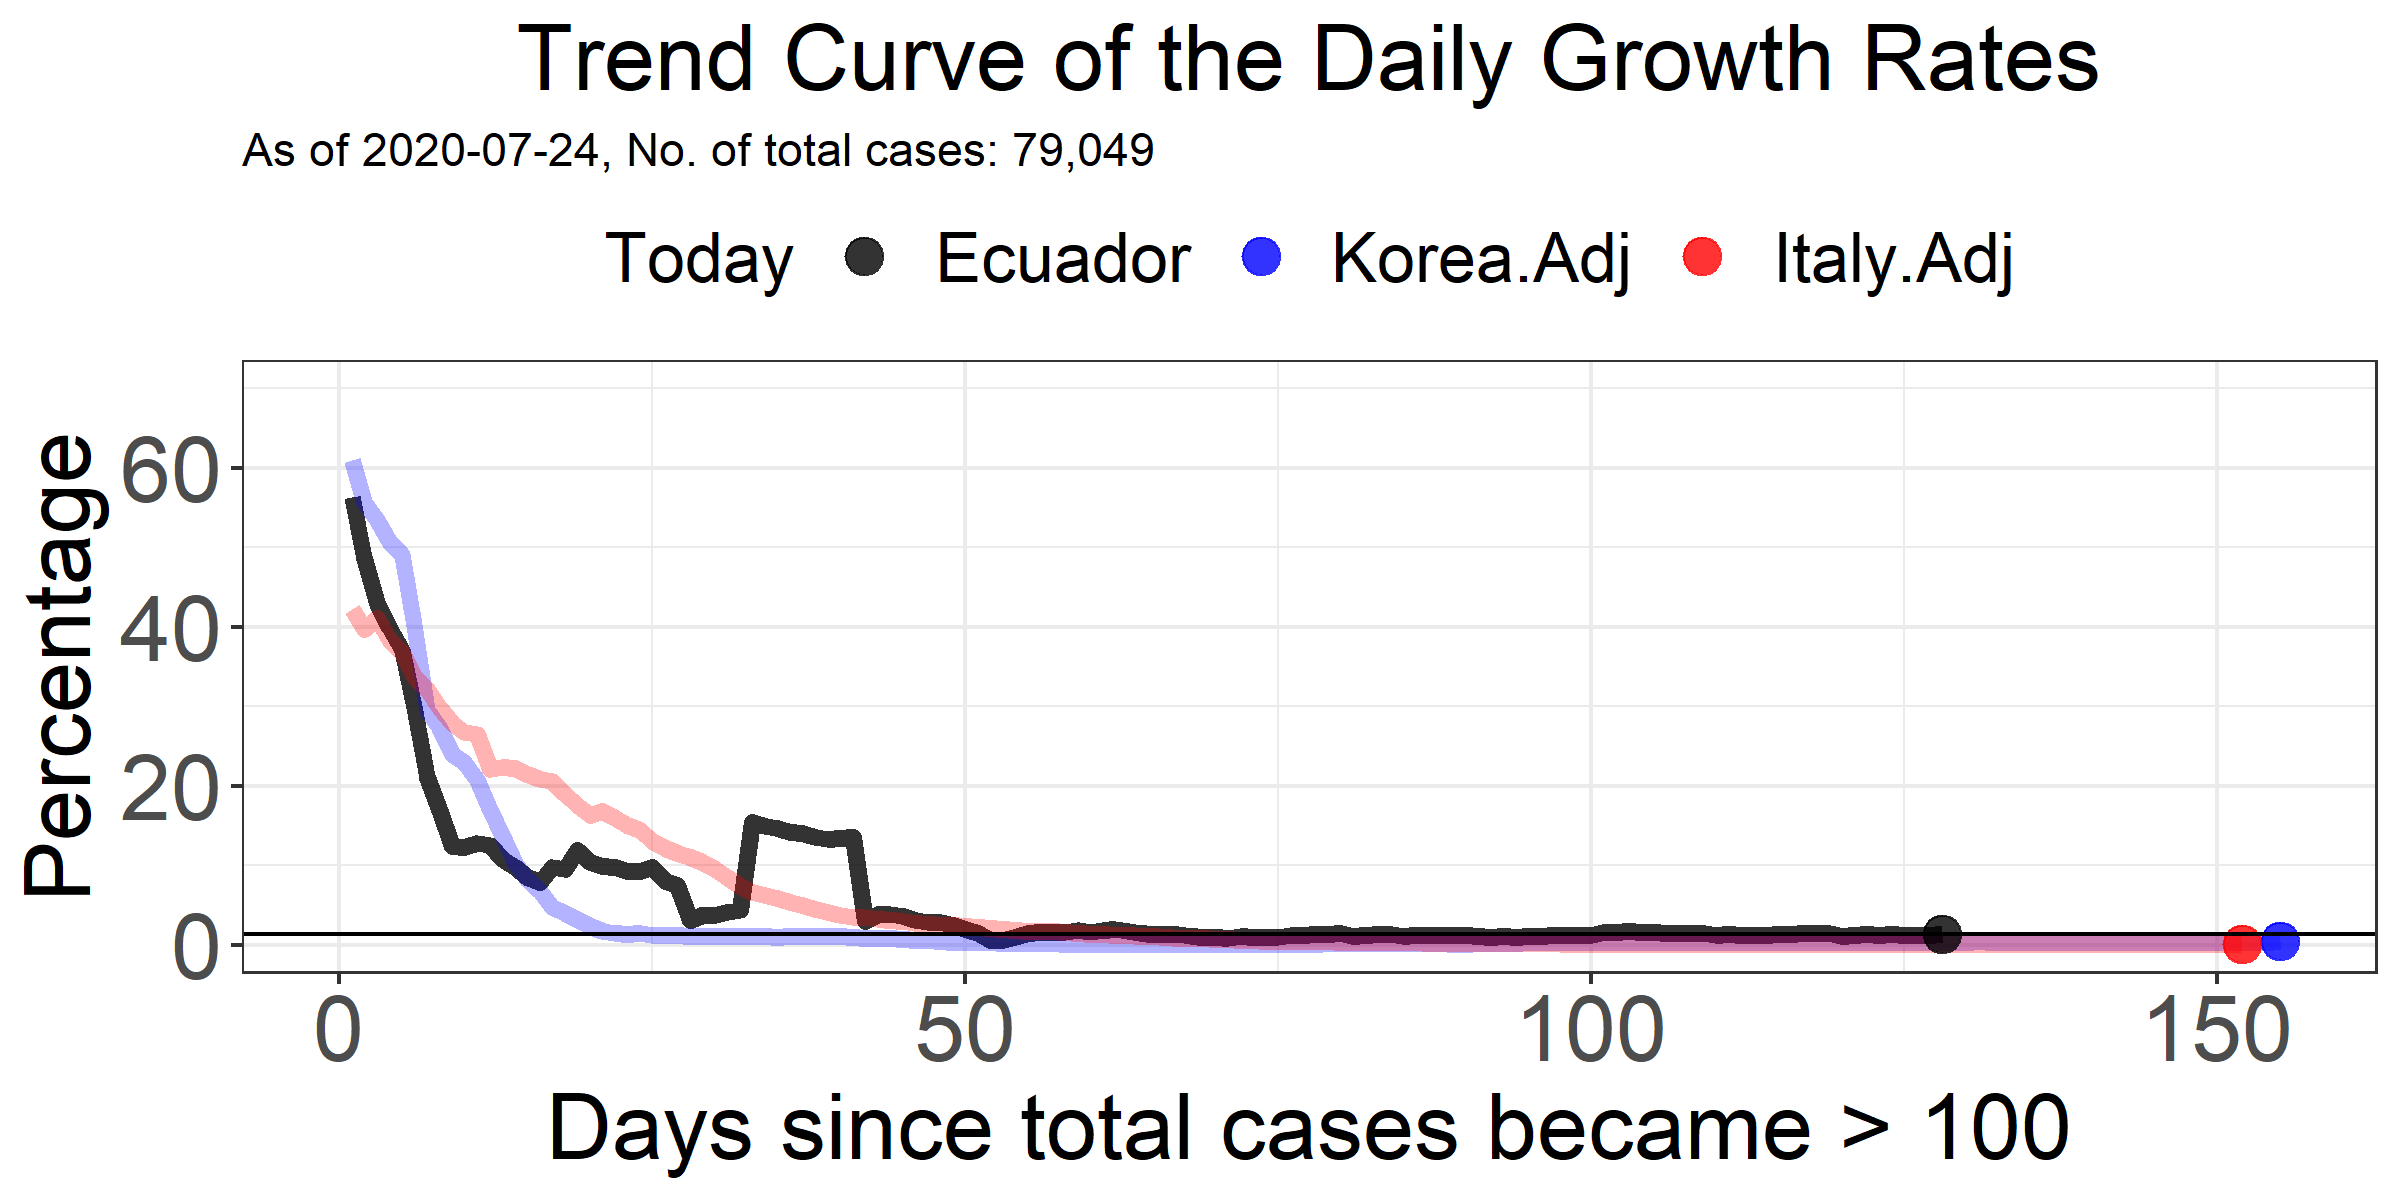 Trend Curve of the Daily Growth Rates
As of 2020-07-24, No. of total cases: 79,049
Today Ecuador Korea.Adj Italy.Adj
Percentage
60
40
20
0
0 50 100 150
Days since total cases became > 100